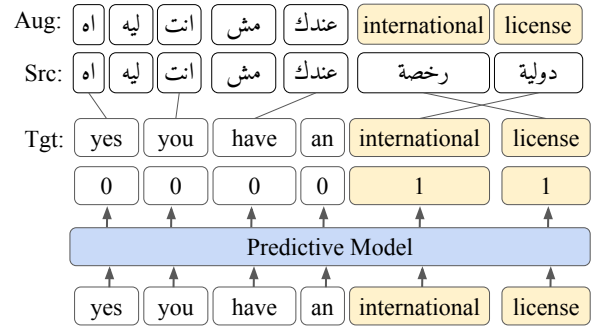 Aug: اه ليه انت مش عندك international license
Src: اه ليه انت مش عندك رخصة دولية
Tgt: yes you have an international license
0 0 0 0 1 1
Predictive Model
yes you have an international license